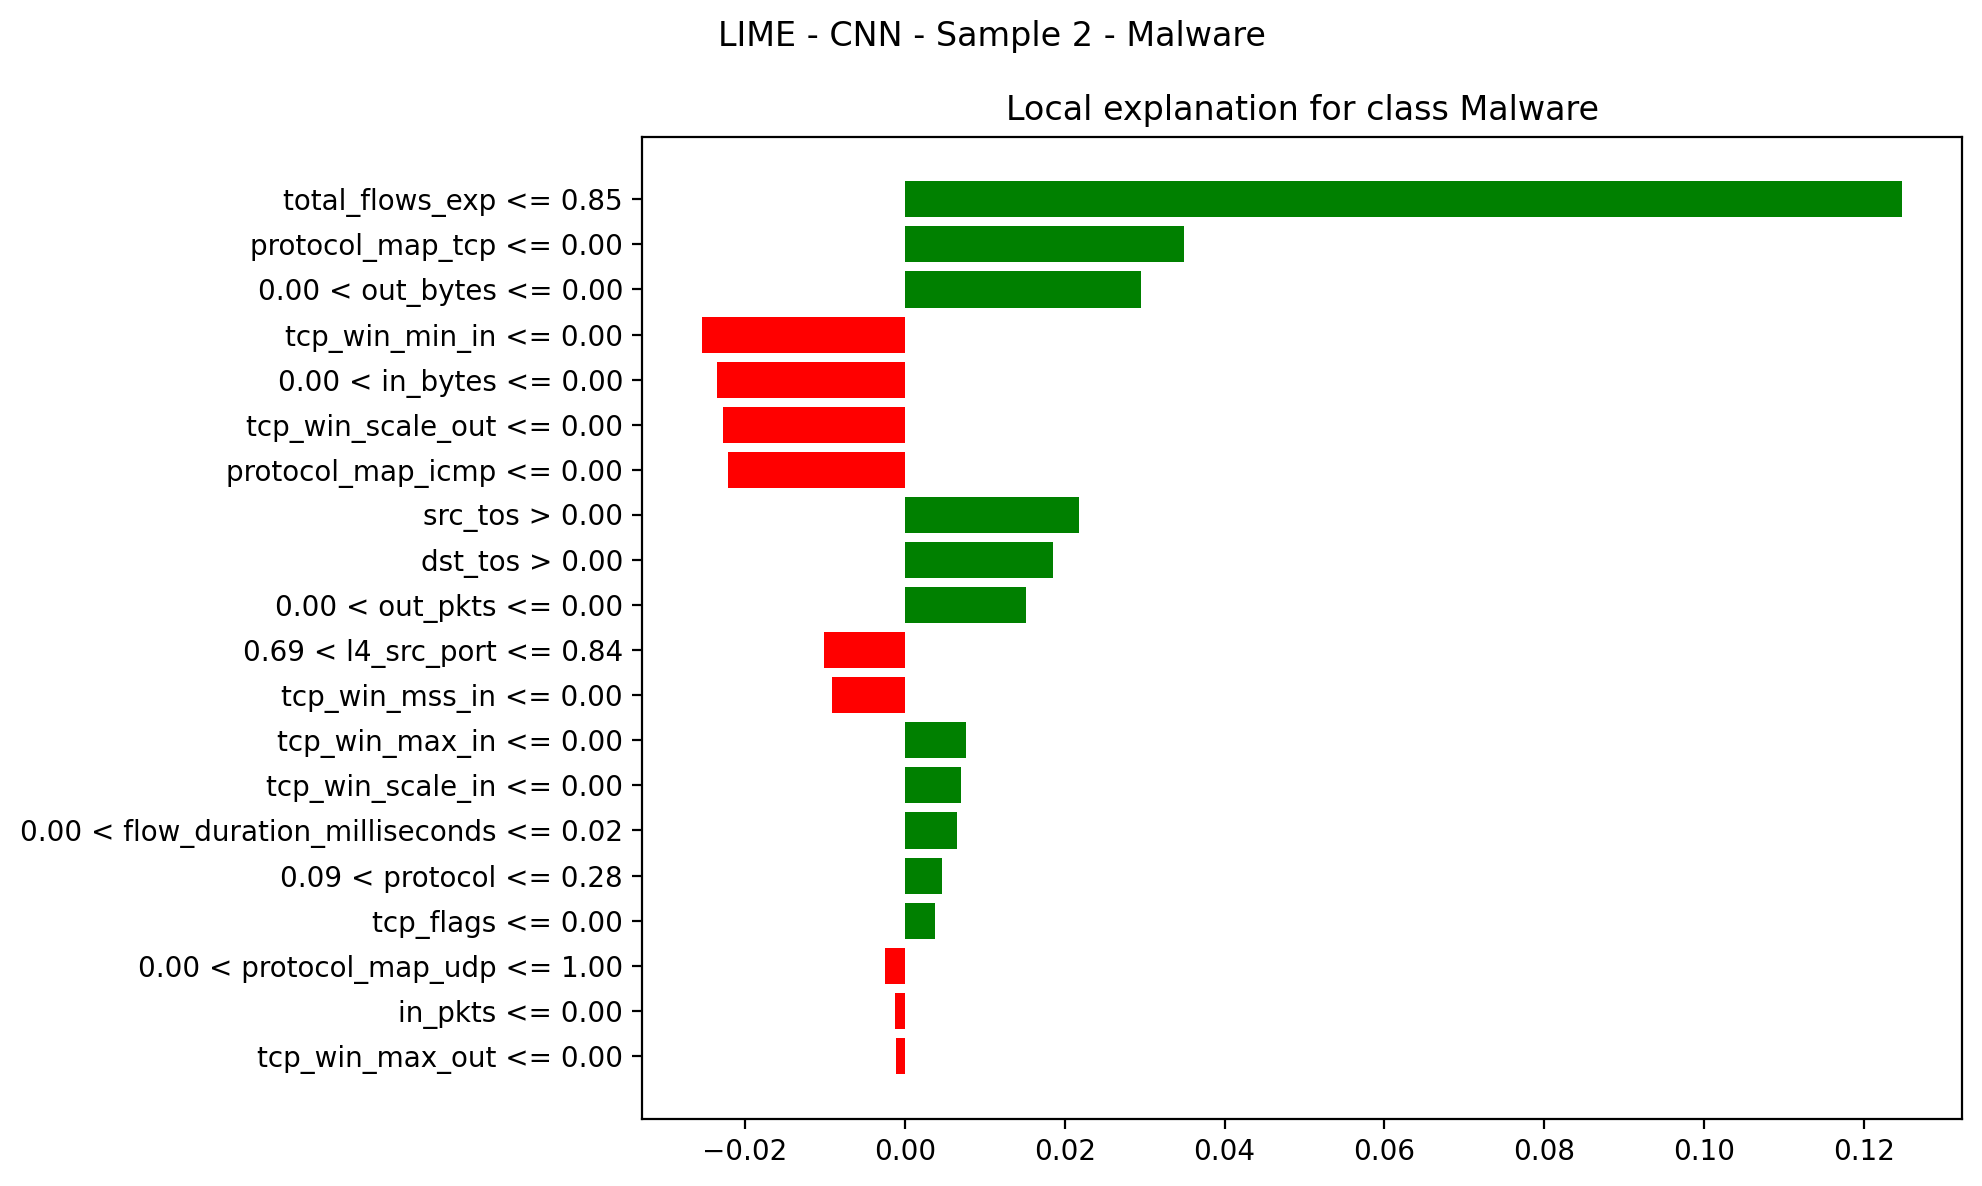 LIME - CNN - Sample 2 - Malware
Local explanation for class Malware
total_flows_exp <= 0.85
protocol_map_tcp <= 0.00
0.00 < out_bytes <= 0.00
tcp_win_min_in <= 0.00
0.00 < in_bytes <= 0.00
tcp_win_scale_out <= 0.00
protocol_map_icmp <= 0.00
src_tos > 0.00
dst_tos > 0.00
0.00 < out_pkts <= 0.00
0.69 < l4_src_port <= 0.84
tcp_win_mss_in <= 0.00
tcp_win_max_in <= 0.00
tcp_win_scale_in <= 0.00
0.00 < flow_duration_milliseconds <= 0.02
0.09 < protocol <= 0.28
tcp_flags <= 0.00
0.00 < protocol_map_udp <= 1.00
in_pkts <= 0.00
tcp_win_max_out <= 0.00
−0.02 0.00 0.02 0.04 0.06 0.08 0.10 0.12